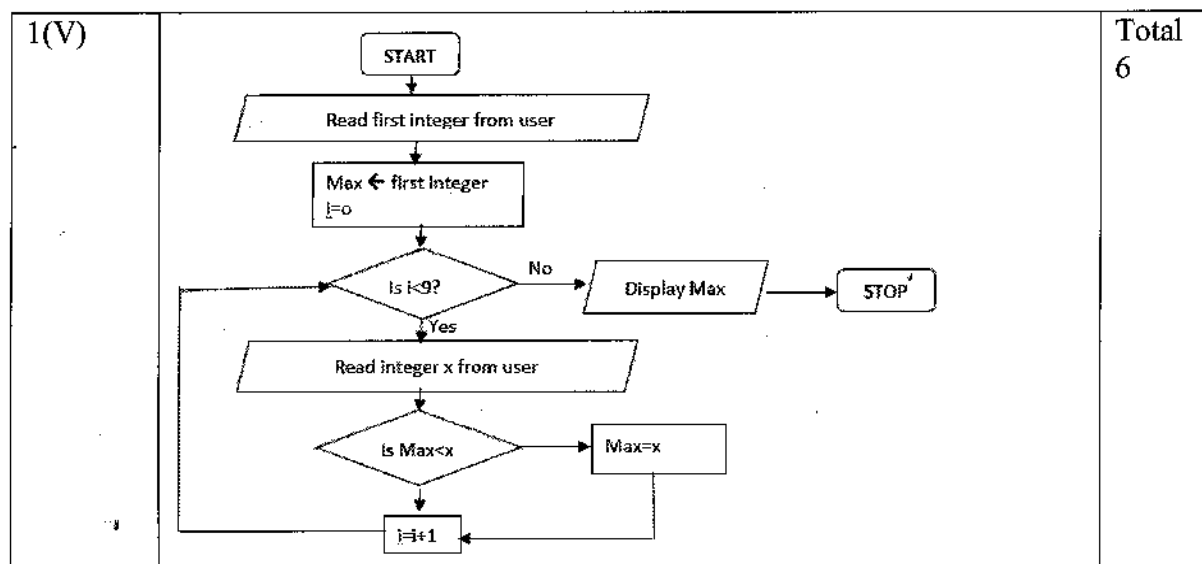 1(V)
START
Read first integer from user
Max ← first integer
i=o
Is i<9?
No
Display Max
STOP
Yes
Read integer x from user
Is Max<x
Max=x
i=i+1
Total
6